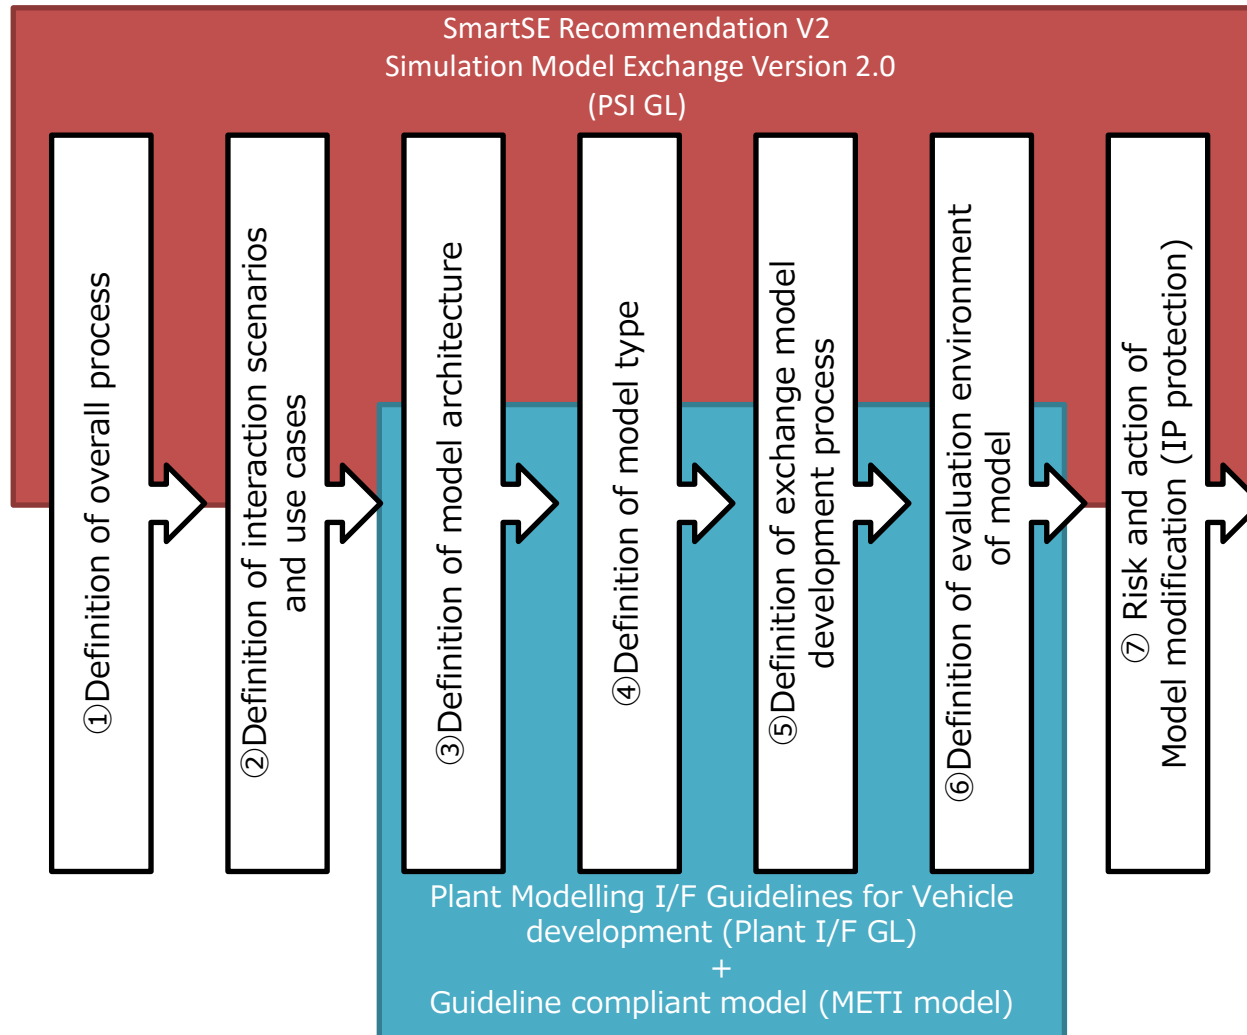 SmartSE Recommendation V2
Simulation Model Exchange Version 2.0
(PSI GL)
①Definition of overall process
②Definition of interaction scenarios
and use cases
③Definition of model architecture
④Definition of model type
⑤Definition of exchange model
development process
⑥Definition of evaluation environment
of model
⑦ Risk and action of
Model modification (IP protection)
Plant Modelling I/F Guidelines for Vehicle
development (Plant I/F GL)
+
Guideline compliant model (METI model)